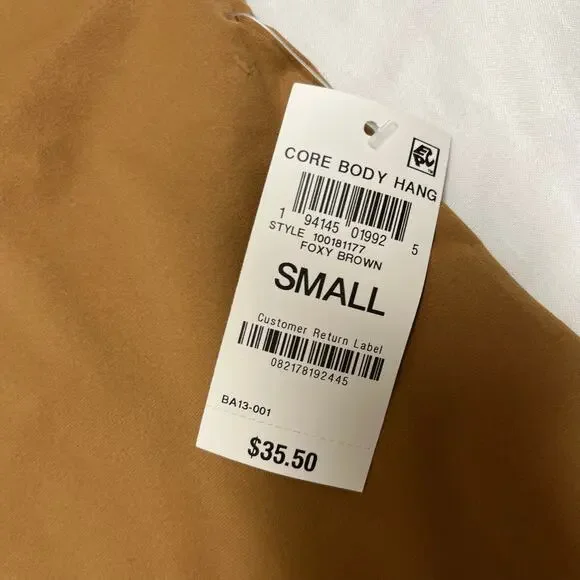 CORE BODY HANG
1 94145 01992 5
STYLE 100181177
FOXY BROWN
SMALL
Customer Return Label
082178192445
BA13-001
$35.50